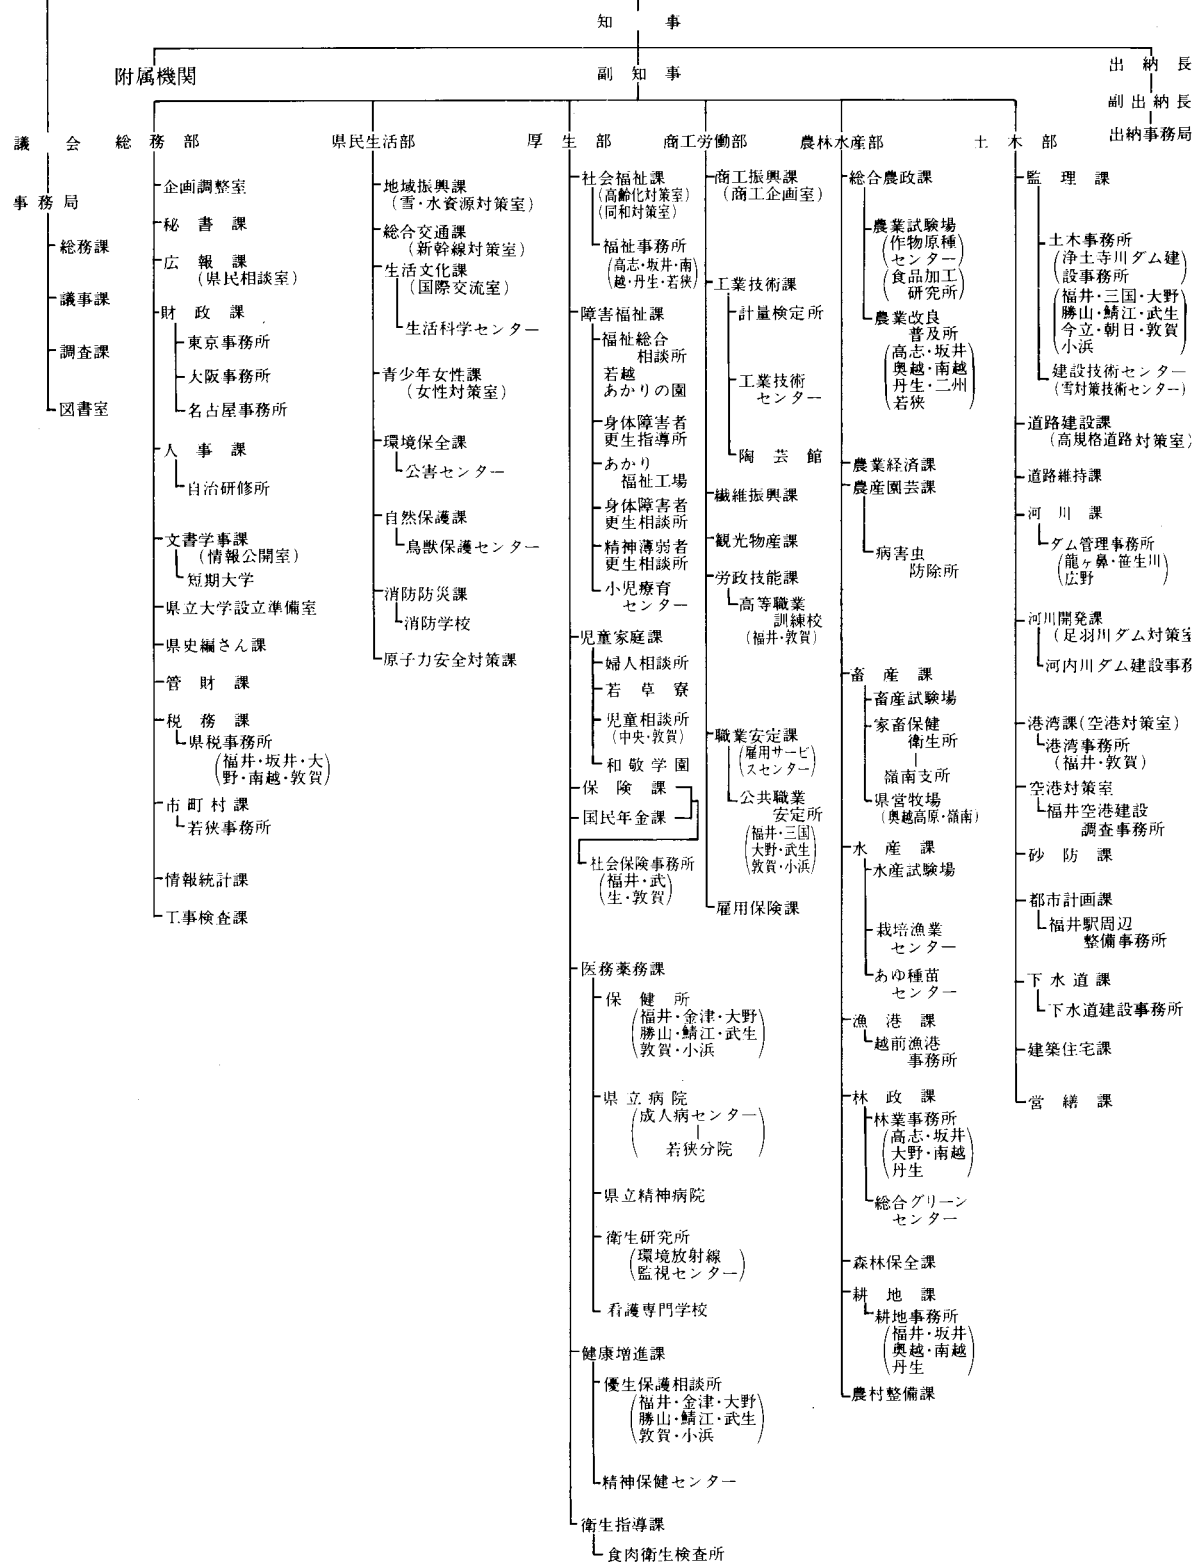 知事
附属機関
副知事
出納長
副出納長
出納事務局
議会
事務局
総務課
議事課
調査課
図書室
総務部
企画調整室
秘書課
広報課
(県民相談室)
財政課
東京事務所
大阪事務所
名古屋事務所
人事課
自治研修所
文書学事課
(情報公開室)
短期大学
県立大学設立準備室
県史編さん課
管財課
税務課
県税事務所
(福井・坂井・大
野・南越・敦賀)
市町村課
若狭事務所
情報統計課
工事検査課
県民生活部
地域振興課
(雪・水資源対策室)
総合交通課
(新幹線対策室)
生活文化課
(国際交流室)
生活科学センター
青少年女性課
(女性対策室)
環境保全課
公害センター
自然保護課
鳥獣保護センター
消防防災課
消防学校
原子力安全対策課
厚生部
社会福祉課
(高齢化対策室)
(同和対策室)
福祉事務所
(高志・坂井・南
越・丹生・若狭)
障害福祉課
福祉総合
相談所
若越
あかりの園
身体障害者
更生指導所
あかり
福祉工場
身体障害者
更生相談所
精神薄弱者
更生相談所
小児療育
センター
児童家庭課
婦人相談所
若草寮
児童相談所
(中央・敦賀)
和敬学園
保険課
国民年金課
社会保険事務所
(福井・武
生・敦賀)
医務薬務課
保健所
(福井・金津・大野
勝山・鯖江・武生
敦賀・小浜)
県立病院
(成人病センター
若狭分院)
県立精神病院
衛生研究所
(環境放射線
監視センター)
看護専門学校
健康増進課
優生保護相談所
(福井・金津・大野
勝山・鯖江・武生
敦賀・小浜)
精神保健センター
衛生指導課
食肉衛生検査所
商工労働部
商工振興課
(商工企画室)
工業技術課
計量検定所
工業技術
センター
陶芸館
繊維振興課
観光物産課
労政技能課
高等職業
訓練校
(福井・敦賀)
職業安定課
(雇用サービ
スセンター)
公共職業
安定所
(福井・三国
大野・武生
敦賀・小浜)
雇用保険課
農林水産部
総合農政課
農業試験場
(作物原種
センター)
(食品加工
研究所)
農業改良
普及所
(高志・坂井
奥越・南越
丹生・二州
若狭)
農業経済課
農産園芸課
病害虫
防除所
畜産課
畜産試験場
家畜保健
衛生所
嶺南支所
県営牧場
(奥越高原・嶺南)
水産課
水産試験場
栽培漁業
センター
あゆ種苗
センター
漁港課
越前漁港
事務所
林政課
林業事務所
(高志・坂井
大野・南越
丹生)
総合グリーン
センター
森林保全課
耕地課
耕地事務所
(福井・坂井
奥越・南越
丹生)
農村整備課
土木部
監理課
土木事務所
(浄土寺川ダム建
設事務所)
(福井・三国・大野
勝山・鯖江・武生
今立・朝日・敦賀
小浜)
建設技術センター
(雪対策技術センター)
道路建設課
(高規格道路対策室)
道路維持課
河川課
ダム管理事務所
(龍ヶ鼻・笹生川
広野)
河川開発課
(足羽川ダム対策室
河内川ダム建設事務
港湾課(空港対策室)
港湾事務所
(福井・敦賀)
空港対策室
福井空港建設
調査事務所
砂防課
都市計画課
福井駅周辺
整備事務所
下水道課
下水道建設事務所
建築住宅課
営繕課